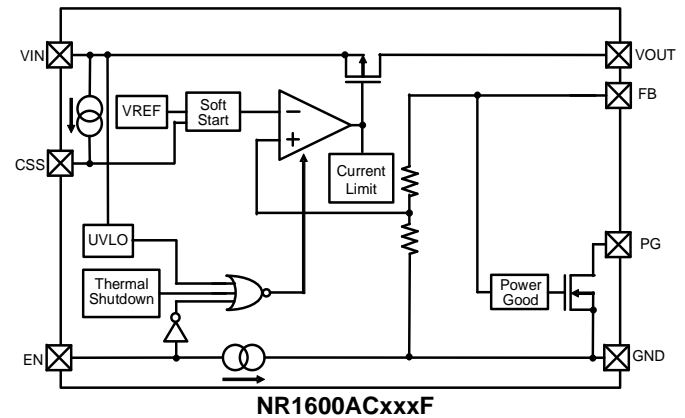 VIN
VOUT
FB
VREF
Soft
Start
−
+
CSS
Current
Limit
UVLO
PG
Thermal
Shutdown
Power
Good
EN
GND
NR1600ACxxxF